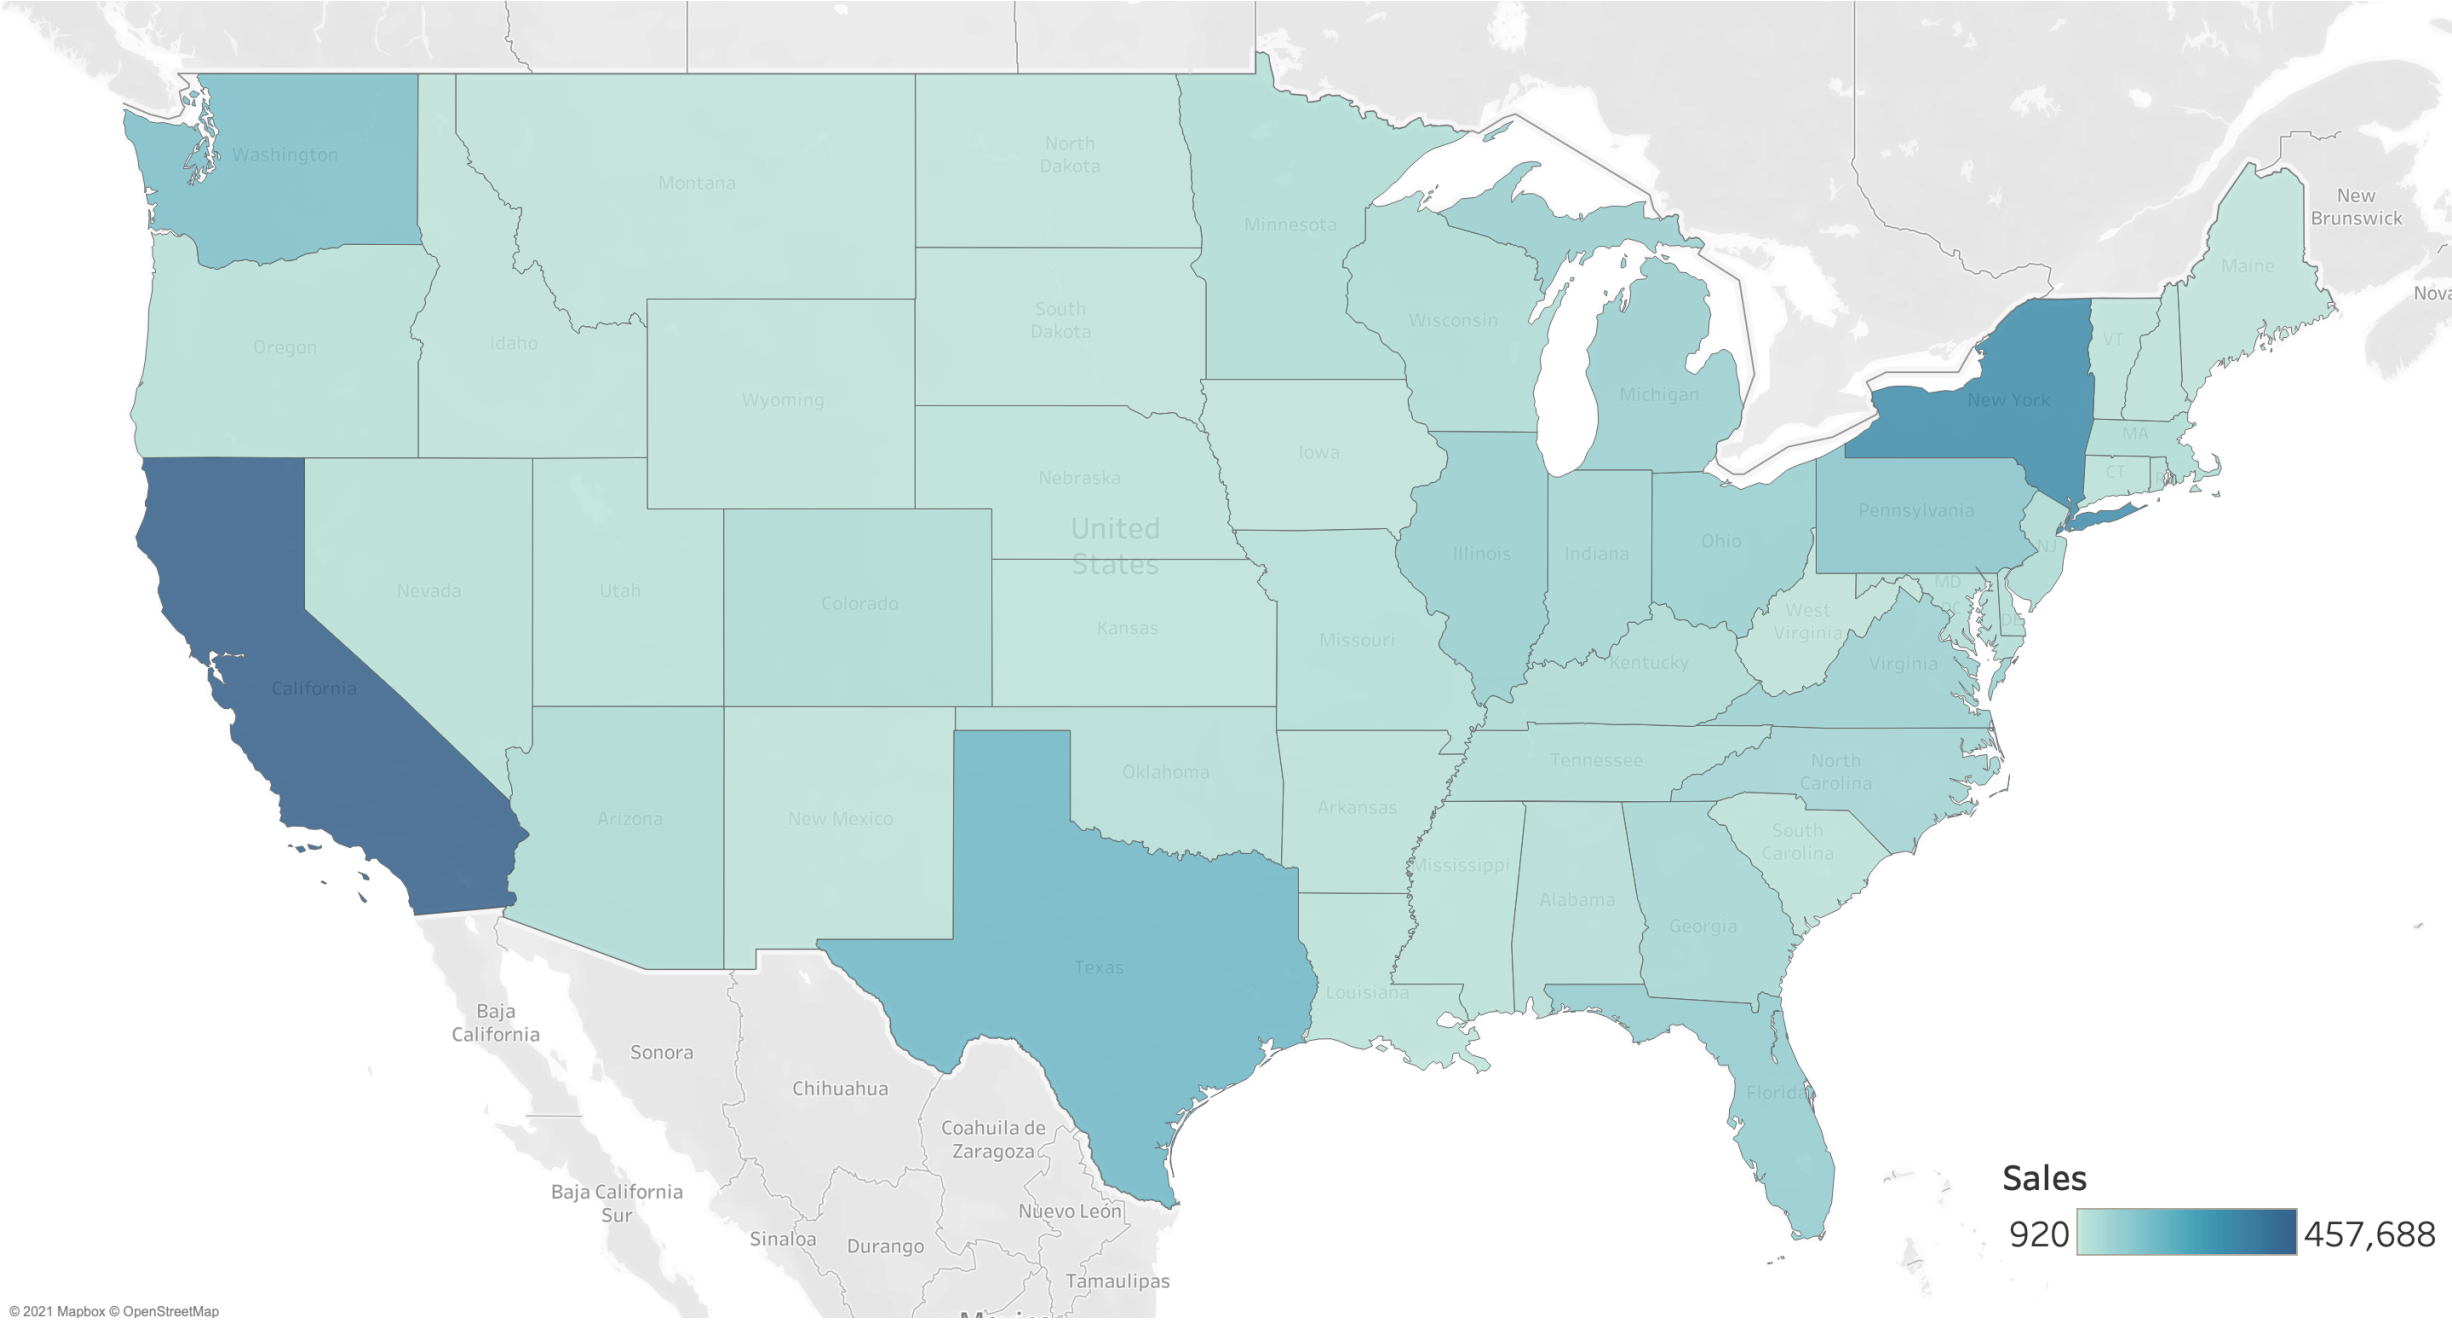 Washington
Montana
North
Dakota
Minnesota
New
Brunswick
Maine
Nova
Oregon
Idaho
South
Dakota
Wisconsin
Michigan
VT
New York
Wyoming
MA
Iowa
Nebraska
CT
Pennsylvania
United
States
Illinois
Indiana
Ohio
NJ
Nevada
Utah
Colorado
Kansas
Missouri
MD
DC
DE
West
Virginia
Kentucky
Virginia
California
Oklahoma
Tennessee
North
Carolina
Arizona
New Mexico
Arkansas
South
Carolina
Mississippi
Alabama
Georgia
Texas
Louisiana
Baja
California
Sonora
Chihuahua
Florida
Coahuila de
Zaragoza
Baja California
Sur
Nuevo León
Sinaloa
Durango
Tamaulipas
Sales
920
457,688
© 2021 Mapbox © OpenStreetMap